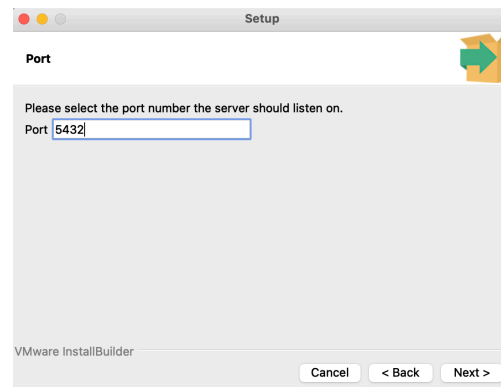 Setup
Port
Please select the port number the server should listen on.
Port 5432
VMware InstallBuilder
Cancel < Back Next >